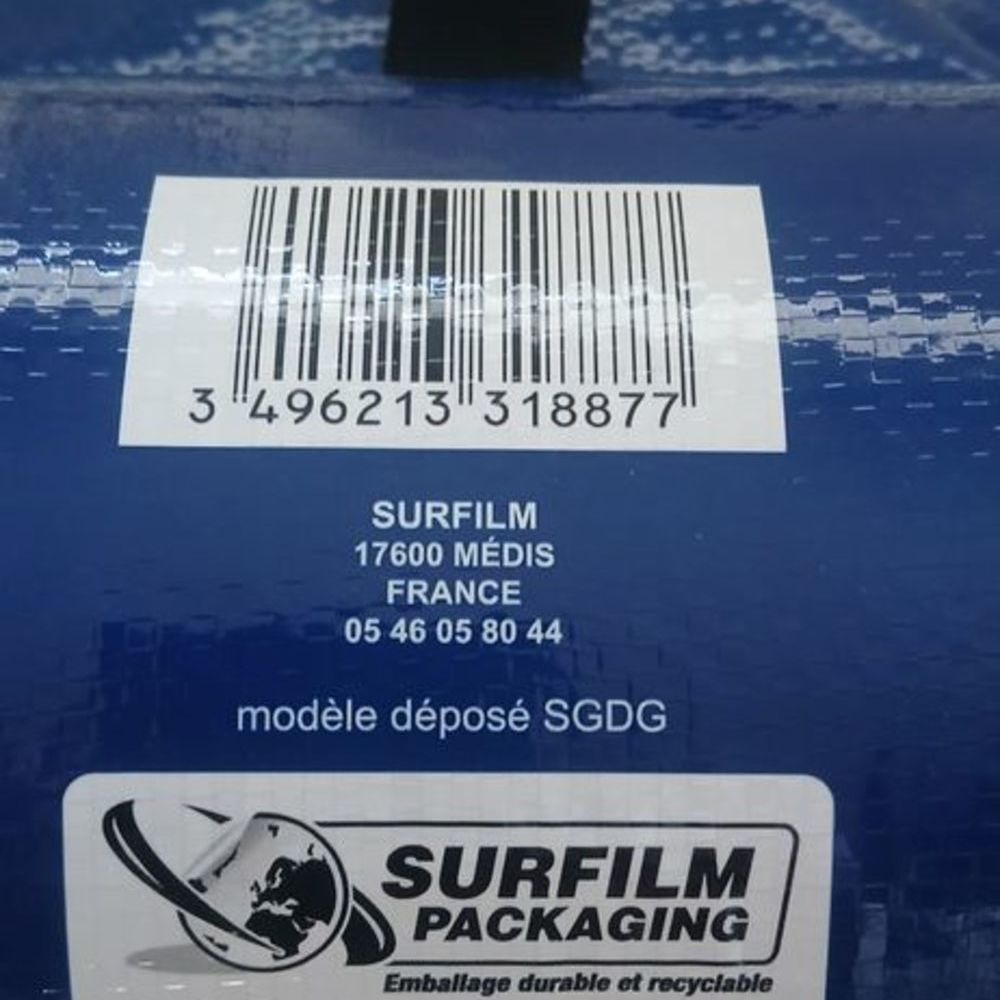 3 496213 318877
SURFILM
17600 MÉDIS
FRANCE
05 46 05 80 44
modèle déposé SGDG
SURFILM
PACKAGING
Emballage durable et recyclable